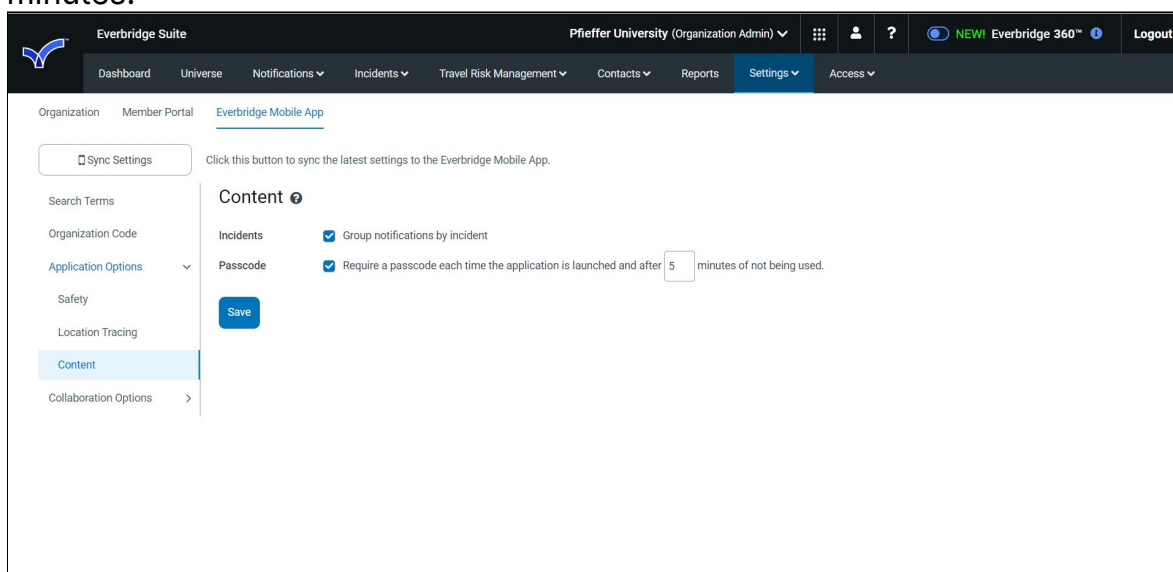 minutes.
Everbridge Suite
Pfieffer University (Organization Admin)
?
NEW! Everbridge 360™
Logout
Dashboard Universe Notifications Incidents Travel Risk Management Contacts Reports Settings Access
Organization Member Portal Everbridge Mobile App
Sync Settings Click this button to sync the latest settings to the Everbridge Mobile App.
Search Terms
Organization Code
Application Options
Safety
Location Tracing
Content
Collaboration Options
Content ?
Incidents Group notifications by incident
Passcode Require a passcode each time the application is launched and after 5 minutes of not being used.
Save